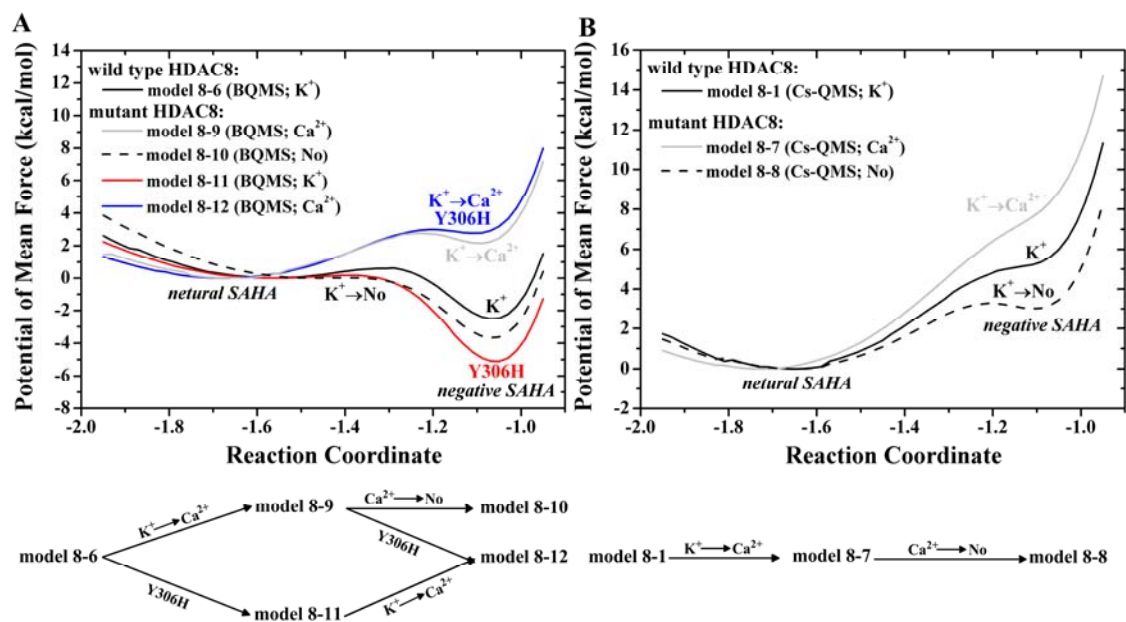 A
Potential of Mean Force (kcal/mol)
14
12
10
8
6
4
2
0
-2
-4
-6
-8
wild type HDAC8:
model 8-6 (BQMS; K⁺)
mutant HDAC8:
model 8-9 (BQMS; Ca²⁺)
model 8-10 (BQMS; No)
model 8-11 (BQMS; K⁺)
model 8-12 (BQMS; Ca²⁺)
K⁺→Ca²⁺
Y306H
K⁺→Ca²⁺
netural SAHA
K⁺→No
K⁺
Y306H
negative SAHA
-2.0 -1.8 -1.6 -1.4 -1.2 -1.0
Reaction Coordinate
B
Potential of Mean Force (kcal/mol)
16
14
12
10
8
6
4
2
0
-2
wild type HDAC8:
model 8-1 (Cs-QMS; K⁺)
mutant HDAC8:
model 8-7 (Cs-QMS; Ca²⁺)
model 8-8 (Cs-QMS; No)
K⁺→Ca²⁺
K⁺
K⁺→No
negative SAHA
netural SAHA
-2.0 -1.8 -1.6 -1.4 -1.2 -1.0
Reaction Coordinate
model 8-6
K⁺→Ca²⁺
model 8-9
Ca²⁺→No
model 8-10
Y306H
model 8-12
Y306H
model 8-11
K⁺→Ca²⁺
model 8-1
K⁺→Ca²⁺
model 8-7
Ca²⁺→No
model 8-8